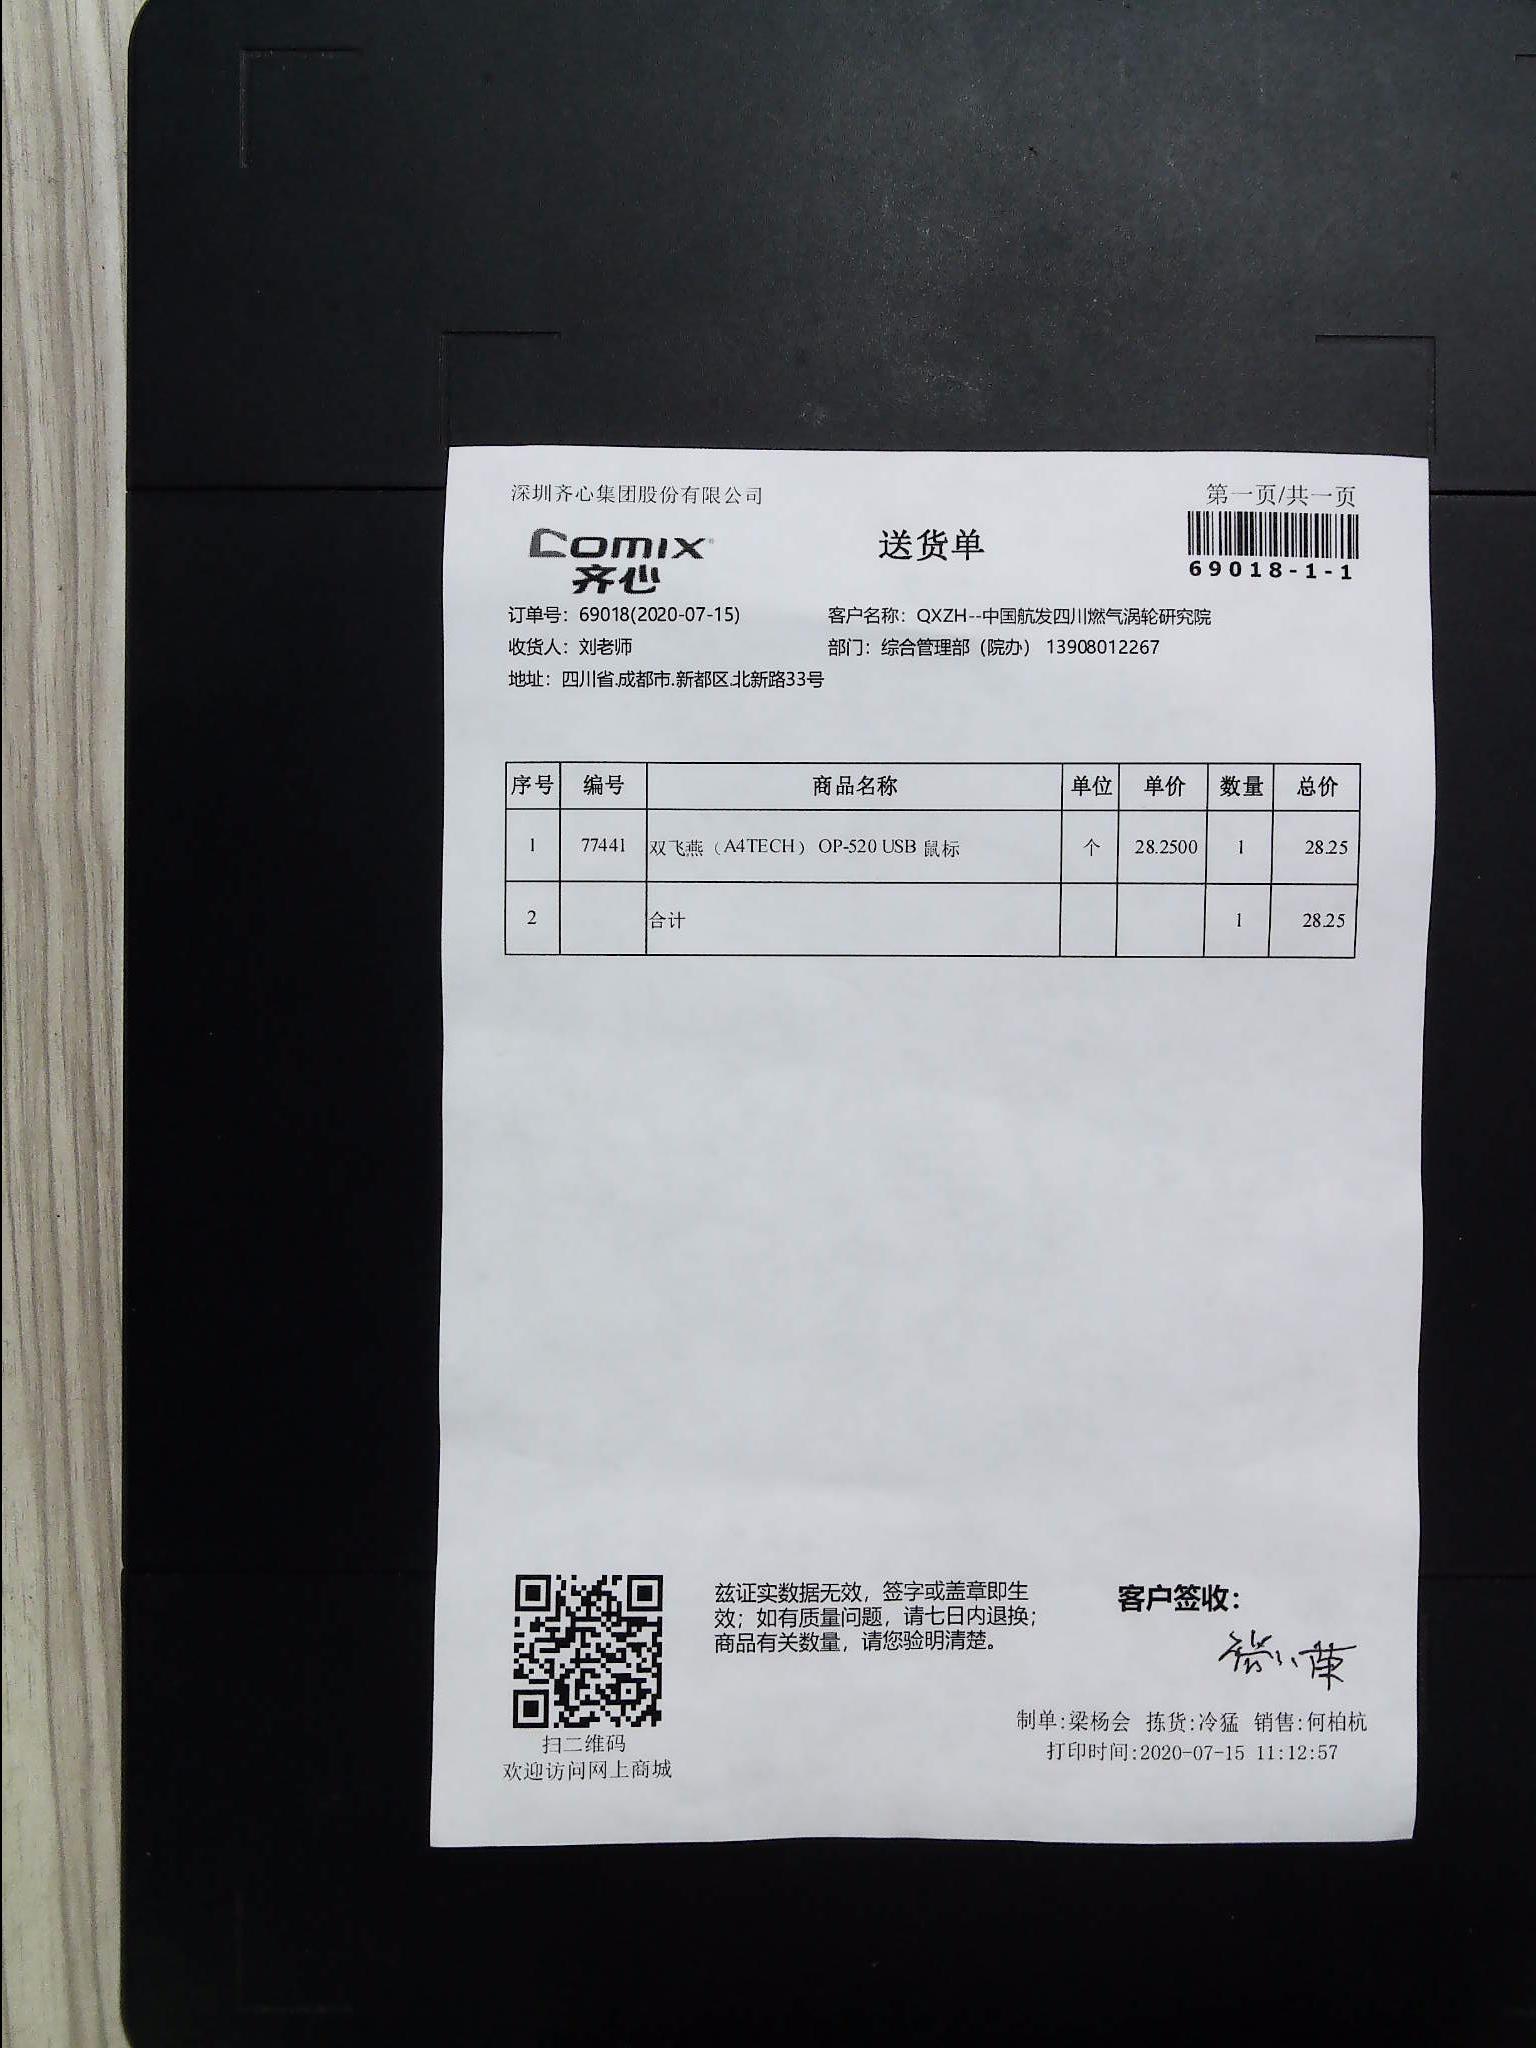 深圳齐心集团股份有限公司
第一页/共一页
comix
齐心
送货单
69018-1-1
订单号：69018(2020-07-15) 客户名称：QXZH--中国航发四川燃气涡轮研究院
收货人：刘老师 部门：综合管理部（院办） 13908012267
地址：四川省.成都市.新都区.北新路33号
序号 编号 商品名称 单位 单价 数量 总价
1 77441 双飞燕（A4TECH） OP-520 USB 鼠标 个 28.2500 1 28.25
2 合计 1 28.25
兹证实数据无效，签字或盖章即生
效；如有质量问题，请七日内退换；
商品有关数量，请您验明清楚。
客户签收：
扫二维码
欢迎访问网上商城
制单:梁杨会 拣货:冷猛 销售:何柏杭
打印时间:2020-07-15 11:12:57